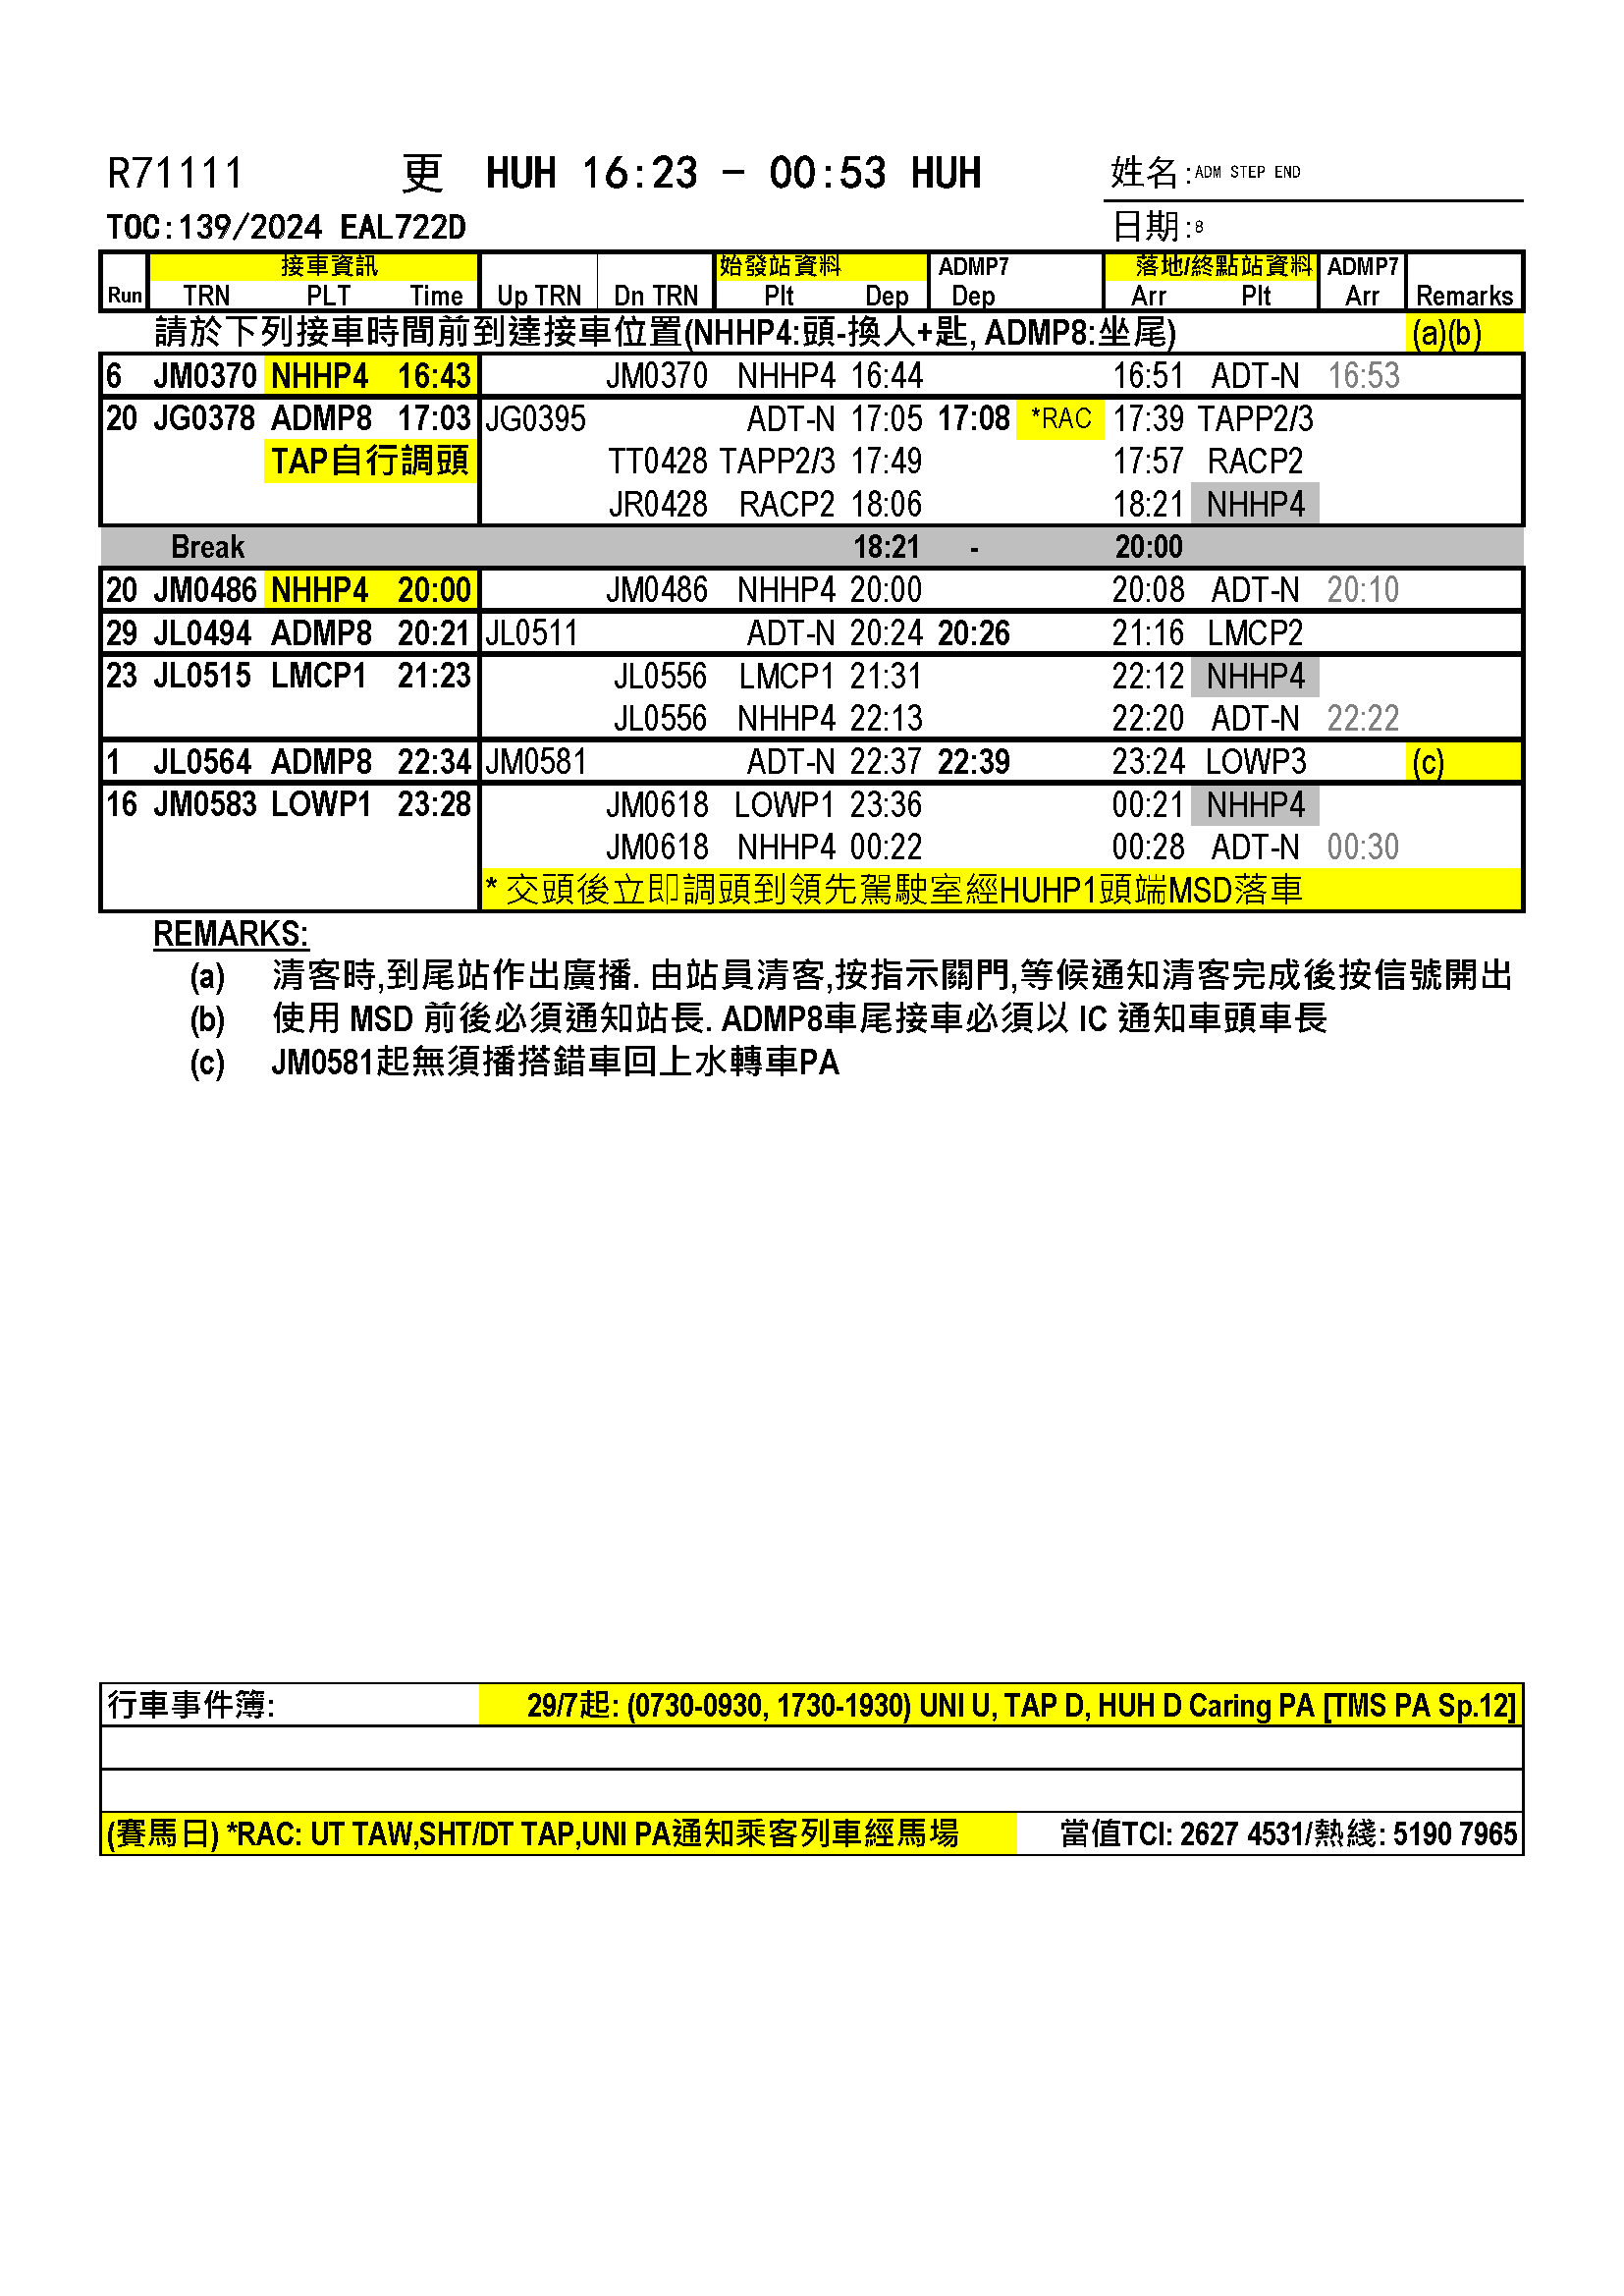 R71111 更 HUH 16:23 - 00:53 HUH 姓名:ADM STEP END
TOC:139/2024 EAL722D 日期:8
接車資訊 始發站資料 ADMP7 落地/終點站資料 ADMP7
Run TRN PLT Time Up TRN Dn TRN Plt Dep Dep Arr Plt Arr Remarks
請於下列接車時間前到達接車位置(NHHP4:頭-換人+匙, ADMP8:坐尾) (a)(b)
6 JM0370 NHHP4 16:43 JM0370 NHHP4 16:44 16:51 ADT-N 16:53
20 JG0378 ADMP8 17:03 JG0395 ADT-N 17:05 17:08 *RAC 17:39 TAPP2/3
TAP自行調頭 TT0428 TAPP2/3 17:49 17:57 RACP2
JR0428 RACP2 18:06 18:21 NHHP4
Break 18:21 - 20:00
20 JM0486 NHHP4 20:00 JM0486 NHHP4 20:00 20:08 ADT-N 20:10
29 JL0494 ADMP8 20:21 JL0511 ADT-N 20:24 20:26 21:16 LMCP2
23 JL0515 LMCP1 21:23 JL0556 LMCP1 21:31 22:12 NHHP4
JL0556 NHHP4 22:13 22:20 ADT-N 22:22
1 JL0564 ADMP8 22:34 JM0581 ADT-N 22:37 22:39 23:24 LOWP3 (c)
16 JM0583 LOWP1 23:28 JM0618 LOWP1 23:36 00:21 NHHP4
JM0618 NHHP4 00:22 00:28 ADT-N 00:30
* 交頭後立即調頭到領先駕駛室經HUHP1頭端MSD落車
REMARKS:
(a) 清客時,到尾站作出廣播. 由站員清客,按指示關門,等候通知清客完成後按信號開出
(b) 使用 MSD 前後必須通知站長. ADMP8車尾接車必須以 IC 通知車頭車長
(c) JM0581起無須播搭錯車回上水轉車PA
行車事件簿: 29/7起: (0730-0930, 1730-1930) UNI U, TAP D, HUH D Caring PA [TMS PA Sp.12]
(賽馬日) *RAC: UT TAW,SHT/DT TAP,UNI PA通知乘客列車經馬場 當值TCI: 2627 4531/熱綫: 5190 7965